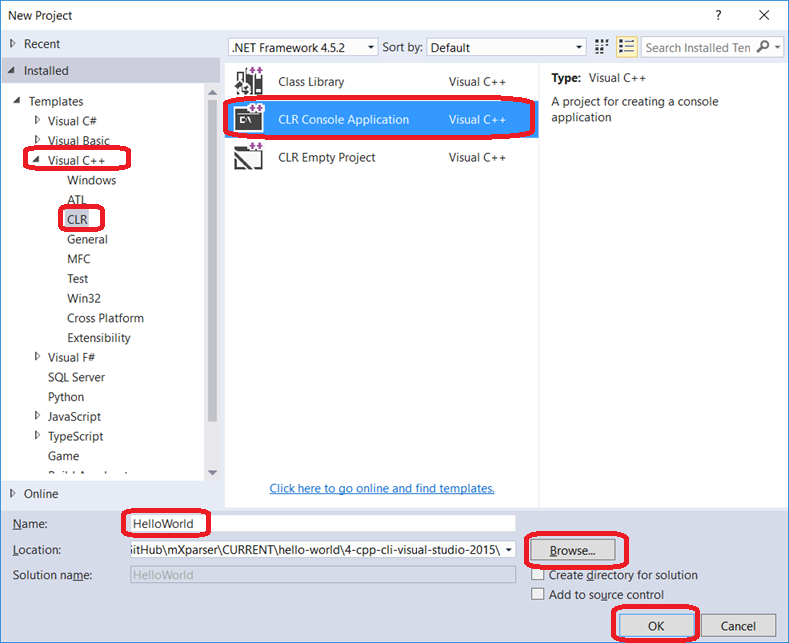 New Project
?
Recent
.NET Framework 4.5.2 Sort by: Default
Search Installed Ten
Installed
Templates
Visual C#
Visual Basic
Visual C++
Windows
ATL
CLR
General
MFC
Test
Win32
Cross Platform
Extensibility
Visual F#
SQL Server
Python
JavaScript
TypeScript
Game
Online
Class Library Visual C++
CLR Console Application Visual C++
CLR Empty Project Visual C++
Click here to go online and find templates.
Type: Visual C++
A project for creating a console
application
Name: HelloWorld
Location: itHub\mXparser\CURRENT\hello-world\4-cpp-cli-visual-studio-2015\
Browse...
Solution name: HelloWorld
Create directory for solution
Add to source control
OK
Cancel